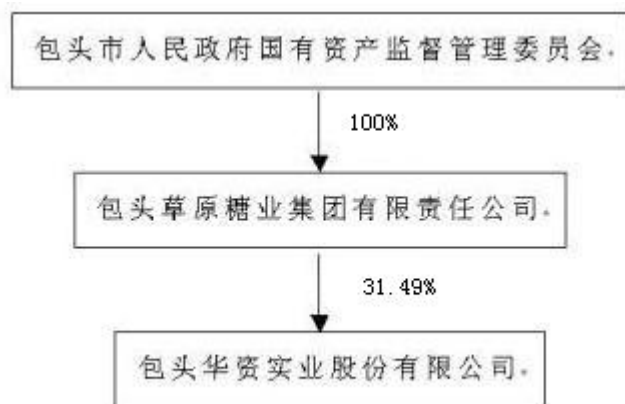 包头市人民政府国有资产监督管理委员会
100%
包头草原糖业集团有限责任公司
31.49%
包头华资实业股份有限公司